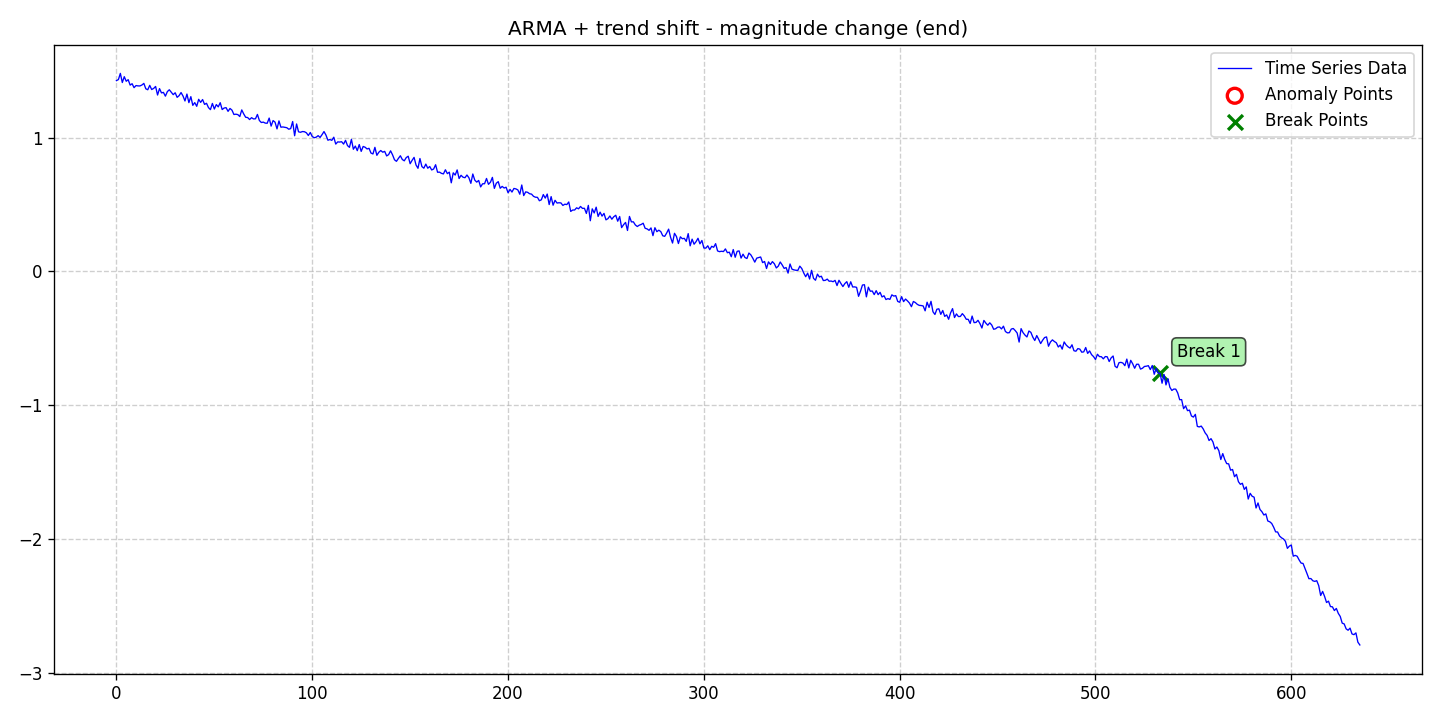 ARMA + trend shift - magnitude change (end)
Time Series Data
Anomaly Points
Break Points
1
0
−1
−2
−3
Break 1
0
100
200
300
400
500
600